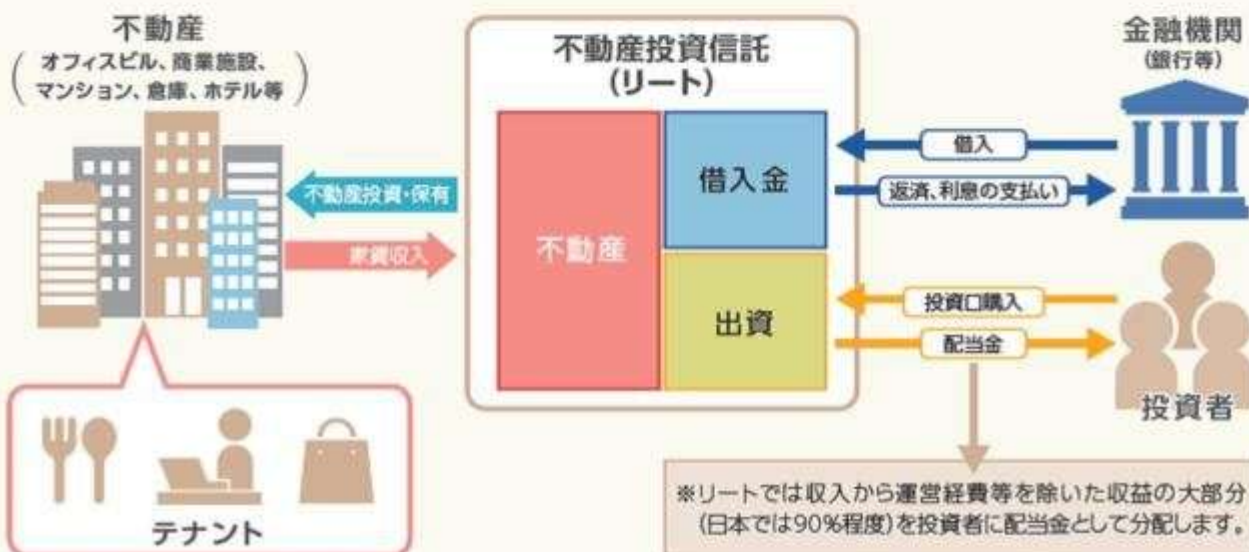 不動産
(オフィスビル、商業施設、
マンション、倉庫、ホテル等)
不動産投資信託
(リート)
金融機関
(銀行等)
不動産投資・保有
家賃収入
不動産
借入金
出資
借入
返済、利息の支払い
投資口購入
配当金
投資者
テナント
※リートでは収入から運営経費等を除いた収益の大部分
(日本では90%程度)を投資者に配当金として分配します。